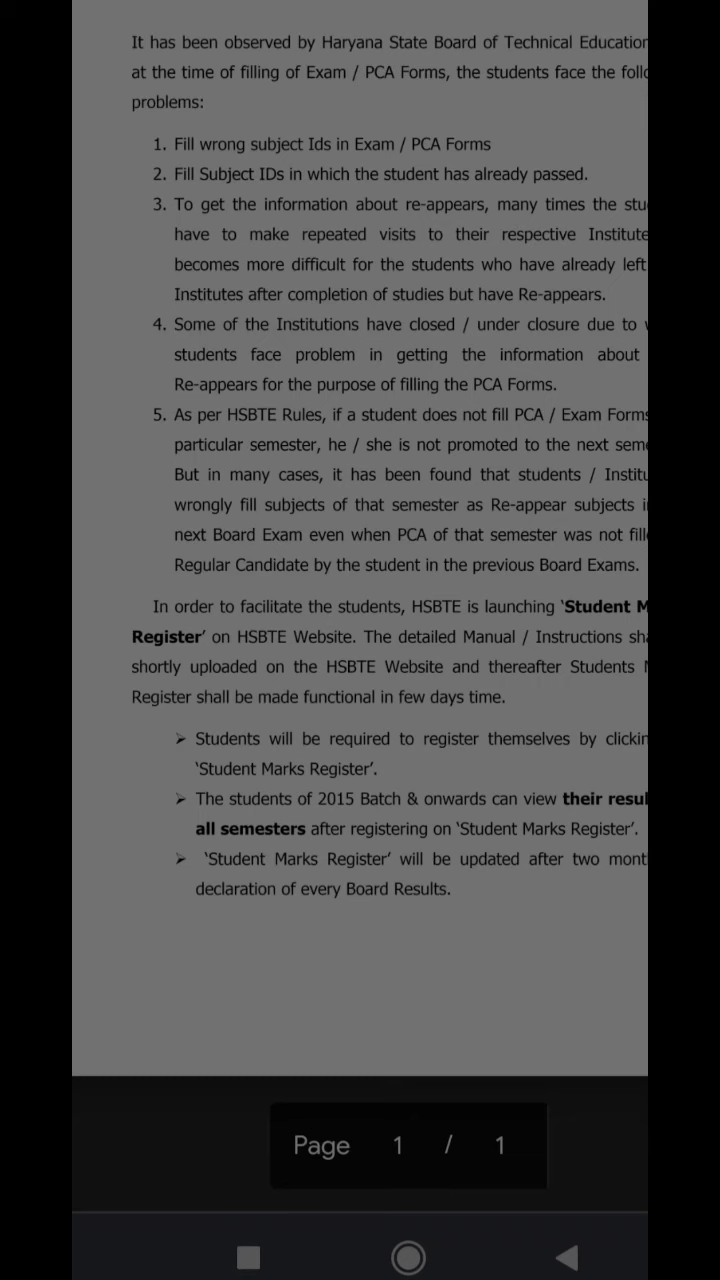 It has been observed by Haryana State Board of Technical Education
at the time of filling of Exam / PCA Forms, the students face the
problems:
1. Fill wrong subject Ids in Exam / PCA Forms
2. Fill Subject IDs in which the student has already passed.
3. To get the information about re-appears, many times the
have to make repeated visits to their respective Institute
becomes more difficult for the students who have already left
Institutes after completion of studies but have Re-appears.
4. Some of the Institutions have closed / under closure due to
students face problem in getting the information about
Re-appears for the purpose of filling the PCA Forms.
5. As per HSBTE Rules, if a student does not fill PCA / Exam Forms
particular semester, he / she is not promoted to the next
But in many cases, it has been found that students /
wrongly fill subjects of that semester as Re-appear subjects
next Board Exam even when PCA of that semester was not
Regular Candidate by the student in the previous Board Exams.
In order to facilitate the students, HSBTE is launching 'Student
Register' on HSBTE Website. The detailed Manual / Instructions
shortly uploaded on the HSBTE Website and thereafter Students
Register shall be made functional in few days time.
➢ Students will be required to register themselves by
'Student Marks Register'.
➢ The students of 2015 Batch & onwards can view their
all semesters after registering on 'Student Marks Register'.
➢ 'Student Marks Register' will be updated after two
declaration of every Board Results.
Page 1 / 1